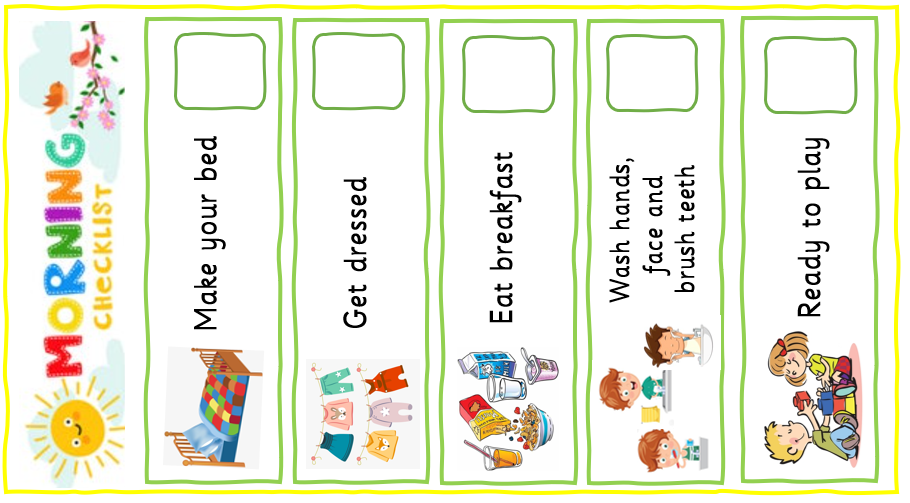 MORNING
CHECKLIST
Make your bed
Get dressed
Eat breakfast
Wash hands,
face and
brush teeth
Ready to play